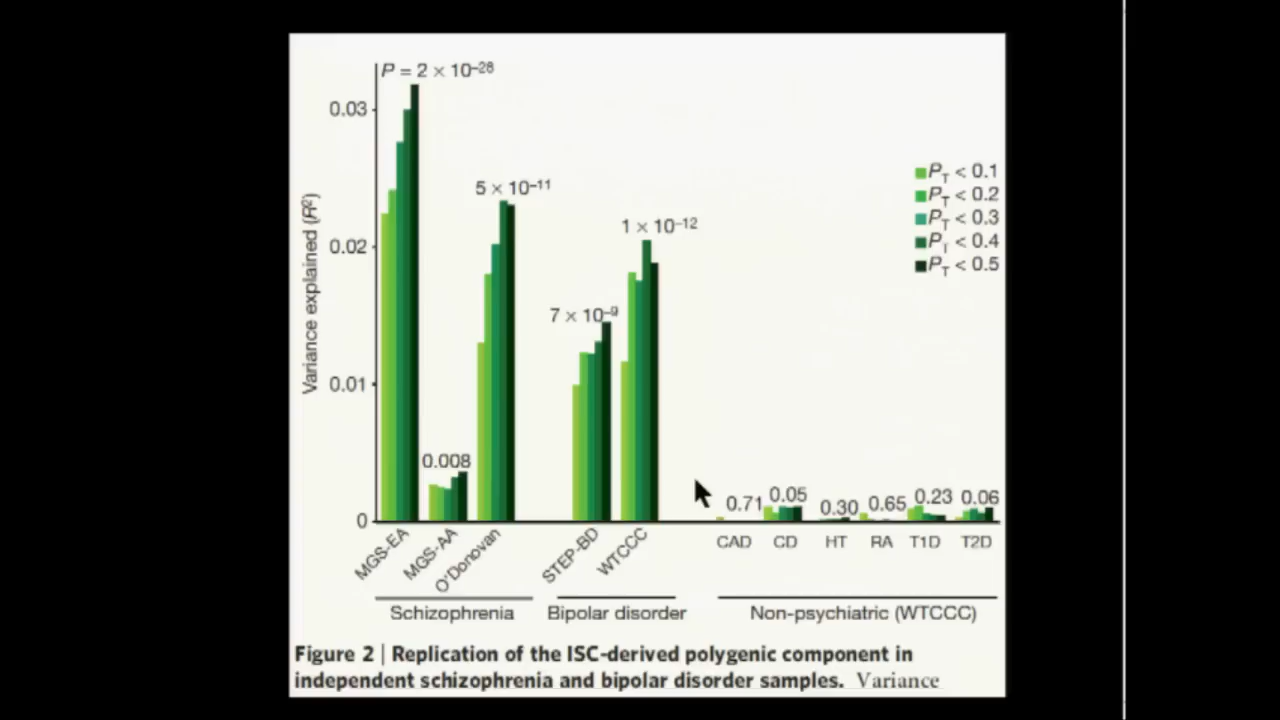 P = 2 × 10⁻²⁸
0.03
5 × 10⁻¹¹
P_T < 0.1
P_T < 0.2
P_T < 0.3
P_T < 0.4
P_T < 0.5
1 × 10⁻¹²
0.02
Variance explained (R²)
7 × 10⁻⁹
0.01
0.008
0.71 0.05 0.30 0.65 0.23 0.06
0
MGS-EA MGS-AA O'Donovan STEP-BD WTCCC CAD CD HT RA T1D T2D
Schizophrenia Bipolar disorder Non-psychiatric (WTCCC)
Figure 2 | Replication of the ISC-derived polygenic component in
independent schizophrenia and bipolar disorder samples. Variance